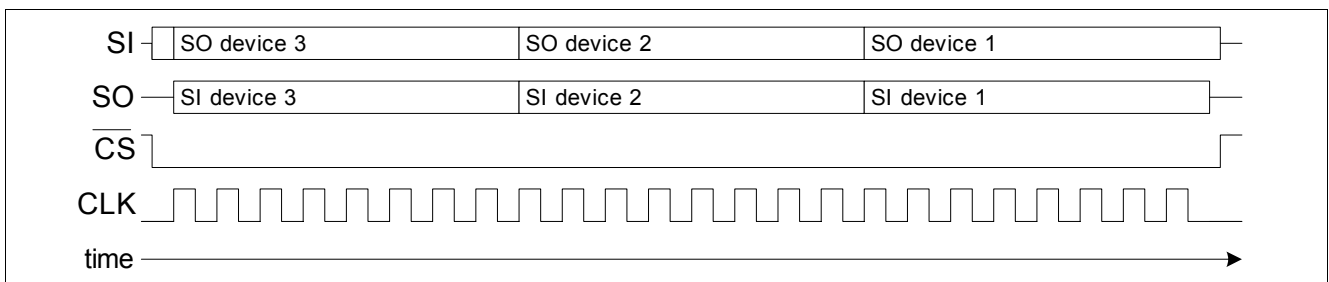 SI SO device 3 SO device 2 SO device 1
SO SI device 3 SI device 2 SI device 1
CS
CLK
time